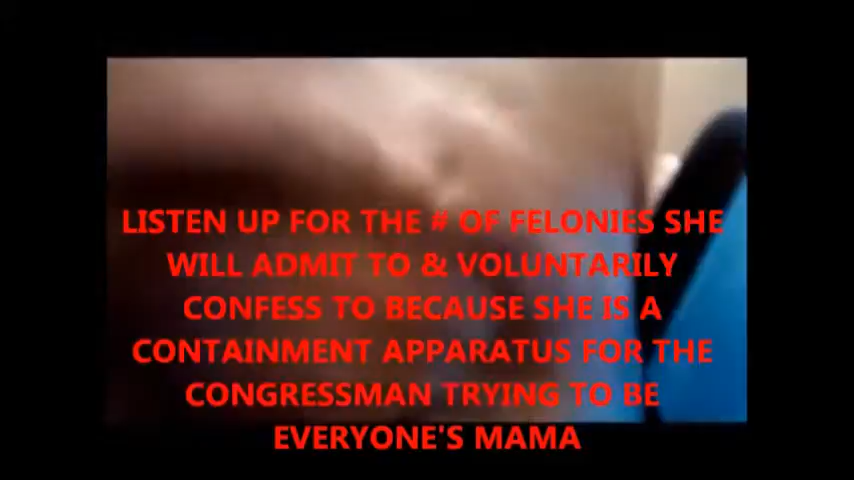 LISTEN UP FOR THE # OF FELONIES SHE
WILL ADMIT TO & VOLUNTARILY
CONFESS TO BECAUSE SHE IS A
CONTAINMENT APPARATUS FOR THE
CONGRESSMAN TRYING TO BE
EVERYONE'S MAMA